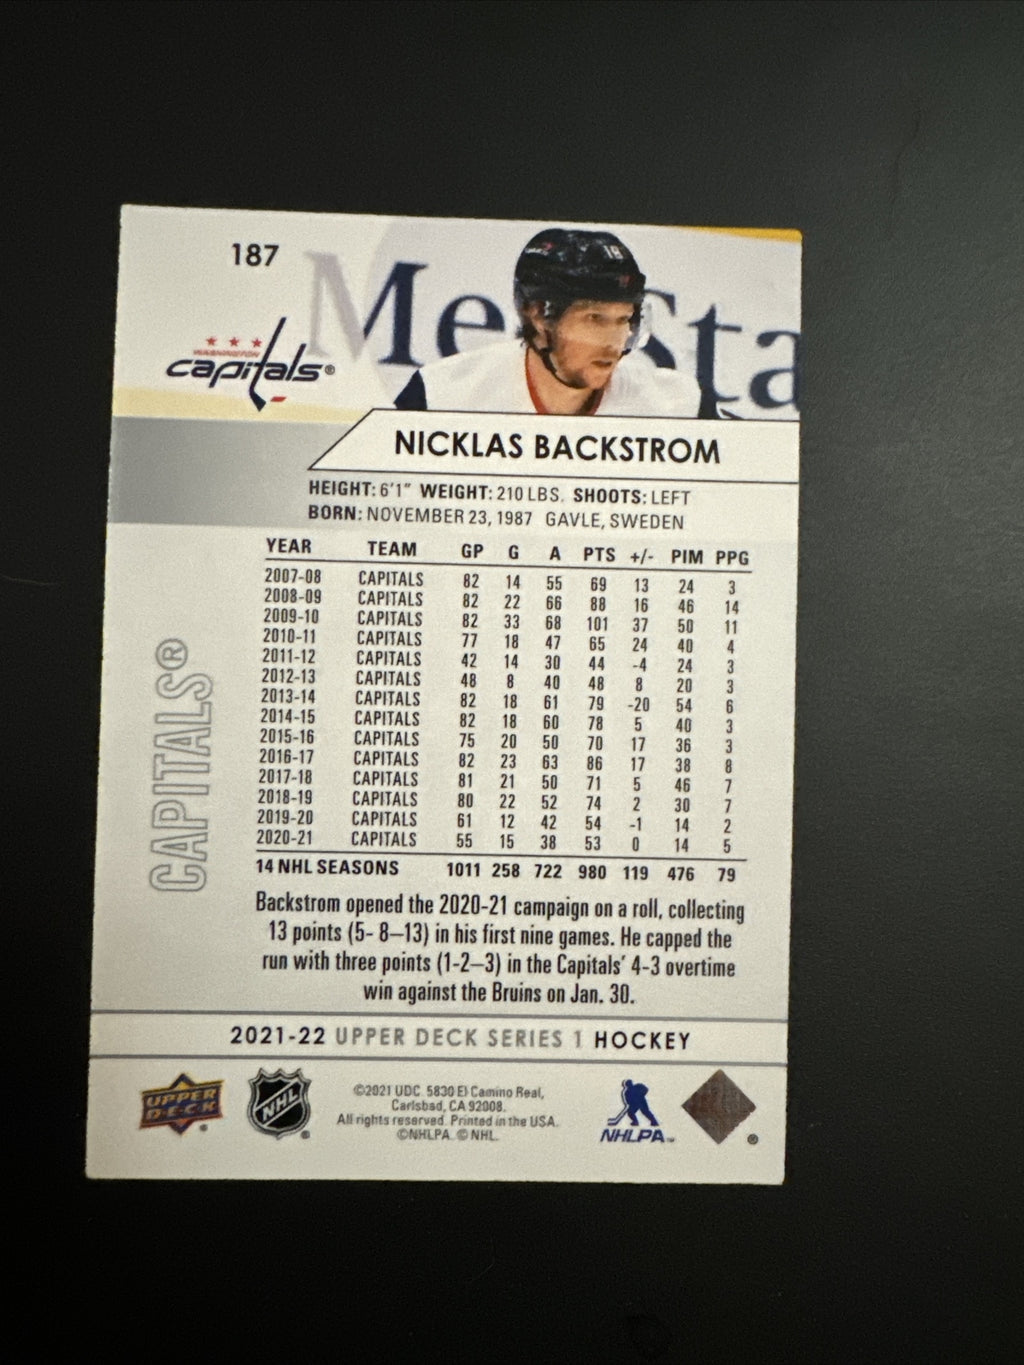 187
Me Sta
19
WASHINGTON
capitals®
NICKLAS BACKSTROM
HEIGHT: 6'1" WEIGHT: 210 LBS. SHOOTS: LEFT
BORN: NOVEMBER 23, 1987 GAVLE, SWEDEN
YEAR TEAM GP G A PTS +/- PIM PPG
2007-08 CAPITALS 82 14 55 69 13 24 3
2008-09 CAPITALS 82 22 66 88 16 46 14
2009-10 CAPITALS 82 33 68 101 37 50 11
2010-11 CAPITALS 77 18 47 65 24 40 4
2011-12 CAPITALS 42 14 30 44 -4 24 3
2012-13 CAPITALS 48 8 40 48 8 20 3
2013-14 CAPITALS 82 18 61 79 -20 54 6
2014-15 CAPITALS 82 18 60 78 5 40 3
2015-16 CAPITALS 75 20 50 70 17 36 3
2016-17 CAPITALS 82 23 63 86 17 38 8
2017-18 CAPITALS 81 21 50 71 5 46 7
2018-19 CAPITALS 80 22 52 74 2 30 7
2019-20 CAPITALS 61 12 42 54 -1 14 2
2020-21 CAPITALS 55 15 38 53 0 14 5
14 NHL SEASONS 1011 258 722 980 119 476 79
CAPITALS®
Backstrom opened the 2020-21 campaign on a roll, collecting
13 points (5- 8—13) in his first nine games. He capped the
run with three points (1-2—3) in the Capitals' 4-3 overtime
win against the Bruins on Jan. 30.
2021-22 UPPER DECK SERIES 1 HOCKEY
UPPER DECK®
NHL®
©2021 UDC. 5830 El Camino Real,
Carlsbad, CA 92008.
All rights reserved. Printed in the USA.
©NHLPA. © NHL.
NHLPA™
®